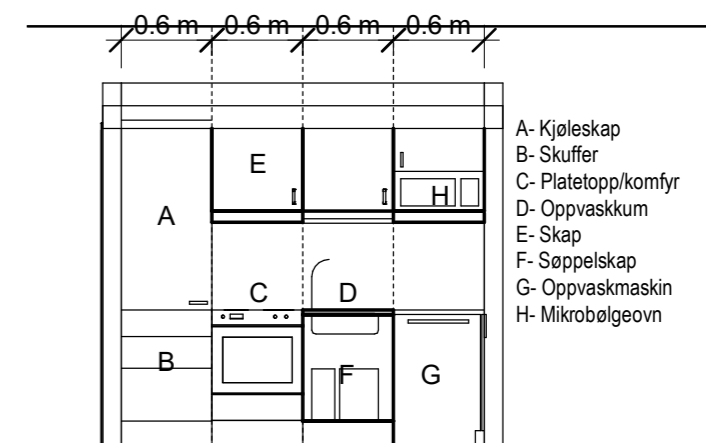 0.6 m 0.6 m 0.6 m 0.6 m
E
A
H
C
D
B
F
G
A- Kjøleskap
B- Skuffer
C- Platetopp/komfyr
D- Oppvaskkum
E- Skap
F- Søppelskap
G- Oppvaskmaskin
H- Mikrobølgeovn